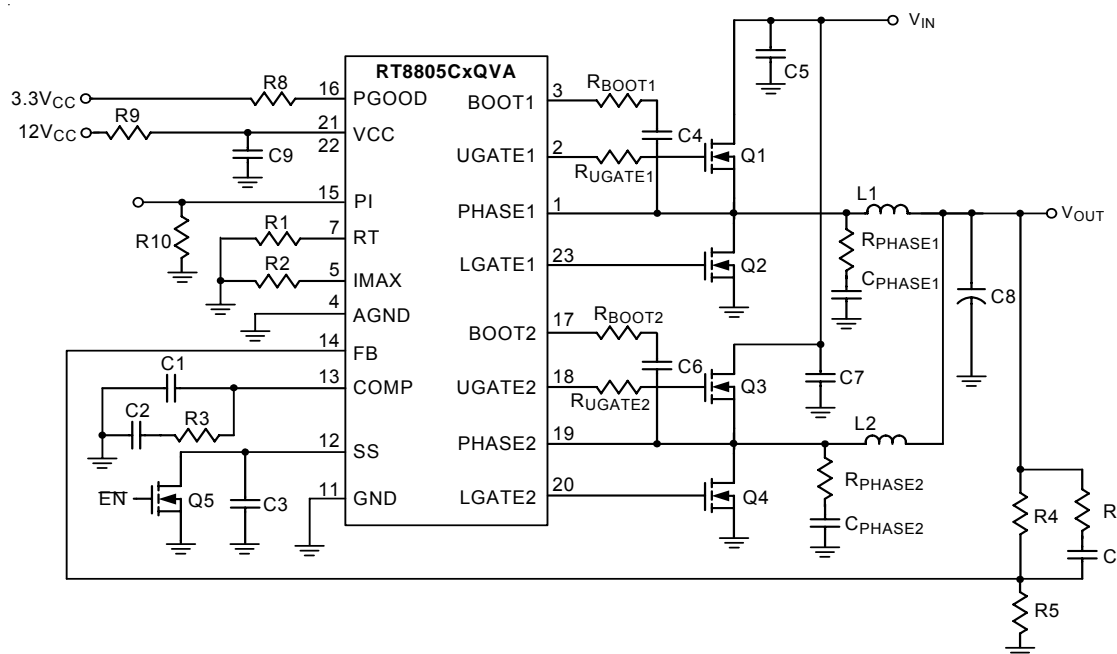 RT8805CxQVA
VIN
C5
3.3VCC
R8
16
PGOOD
BOOT1
3
RBOOT1
R9
12VCC
21
22
VCC
C9
C4
UGATE1
2
RUGATE1
Q1
15
PI
R10
PHASE1
1
L1
VOUT
R1
7
RT
RPHASE1
R2
5
IMAX
LGATE1
23
Q2
CPHASE1
C8
4
AGND
BOOT2
17
RBOOT2
14
FB
C1
13
COMP
C6
UGATE2
18
RUGATE2
Q3
C7
C2
R3
L2
12
SS
PHASE2
19
EN
Q5
C3
11
GND
LGATE2
20
Q4
RPHASE2
CPHASE2
R4
R
C
R5